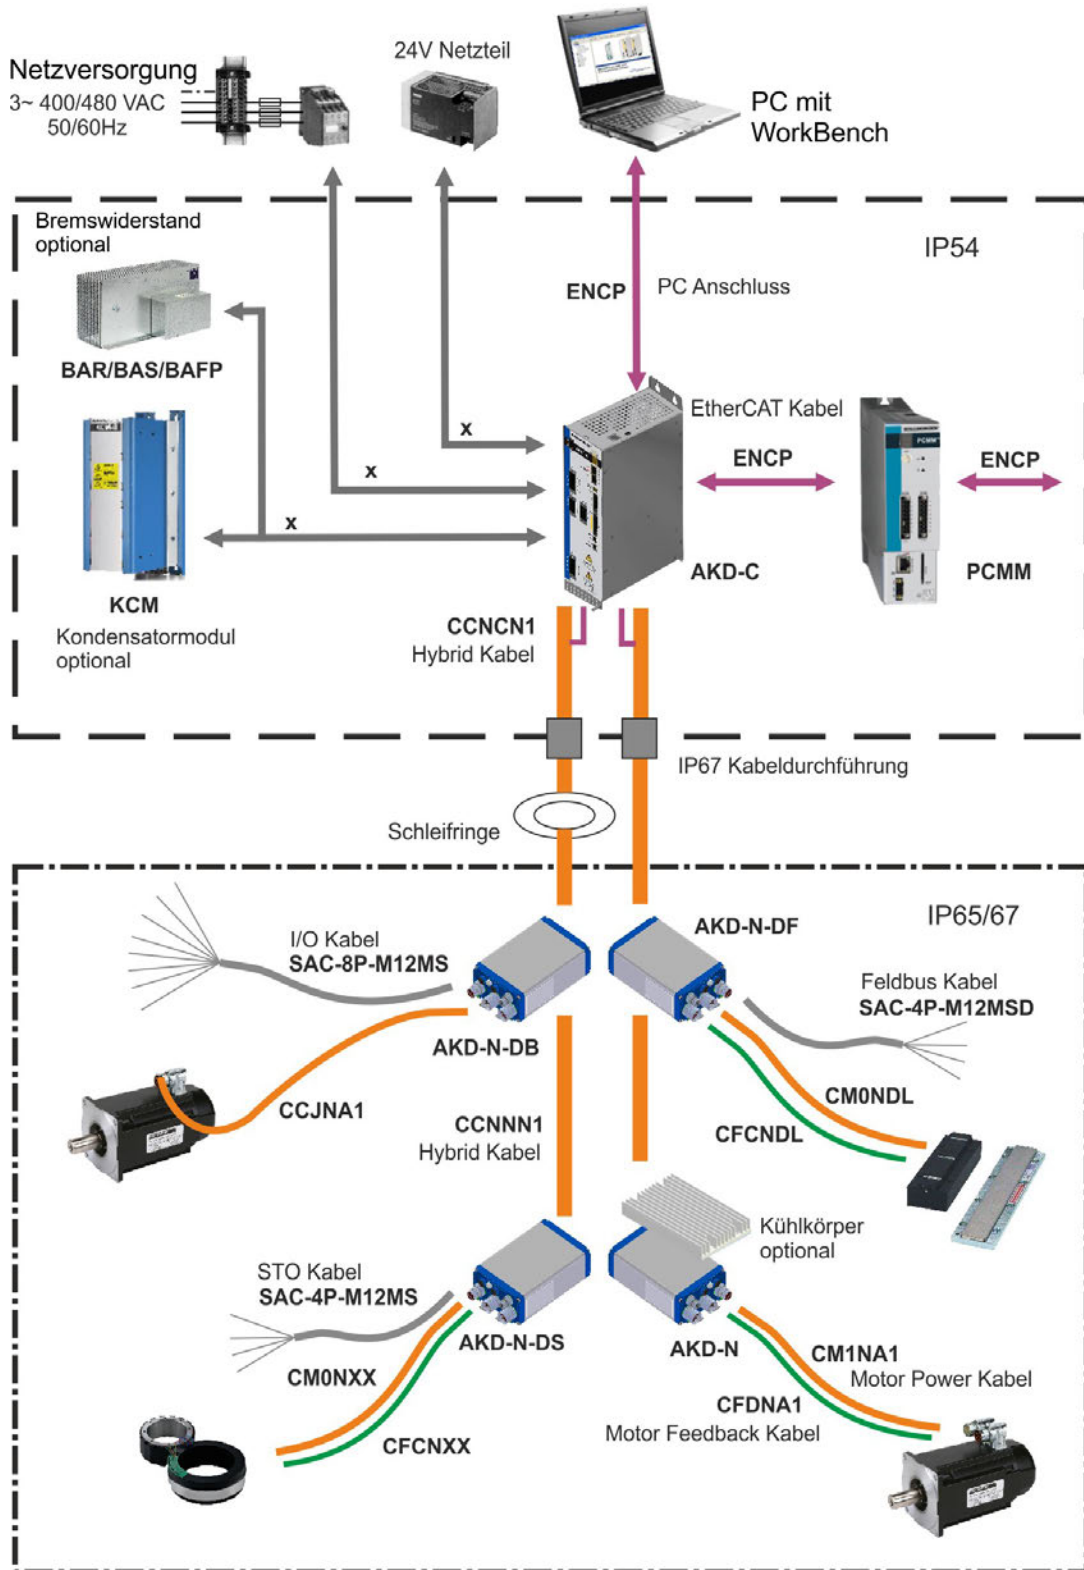 Netzversorgung
3~ 400/480 VAC
50/60Hz
24V Netzteil
PC mit
WorkBench
Bremswiderstand
optional
IP54
ENCP
PC Anschluss
BAR/BAS/BAFP
EtherCAT Kabel
PCMM
x
ENCP
ENCP
x
x
AKD-C
PCMM
KCM
Kondensatormodul
optional
CCNCN1
Hybrid Kabel
IP67 Kabeldurchführung
Schleifringe
IP65/67
I/O Kabel
SAC-8P-M12MS
AKD-N-DF
Feldbus Kabel
SAC-4P-M12MSD
AKD-N-DB
CCJNA1
CM0NDL
CFCNDL
CCNNN1
Hybrid Kabel
Kühlkörper
optional
STO Kabel
SAC-4P-M12MS
AKD-N-DS
AKD-N
CM0NXX
CM1NA1
Motor Power Kabel
CFCNXX
CFDNA1
Motor Feedback Kabel